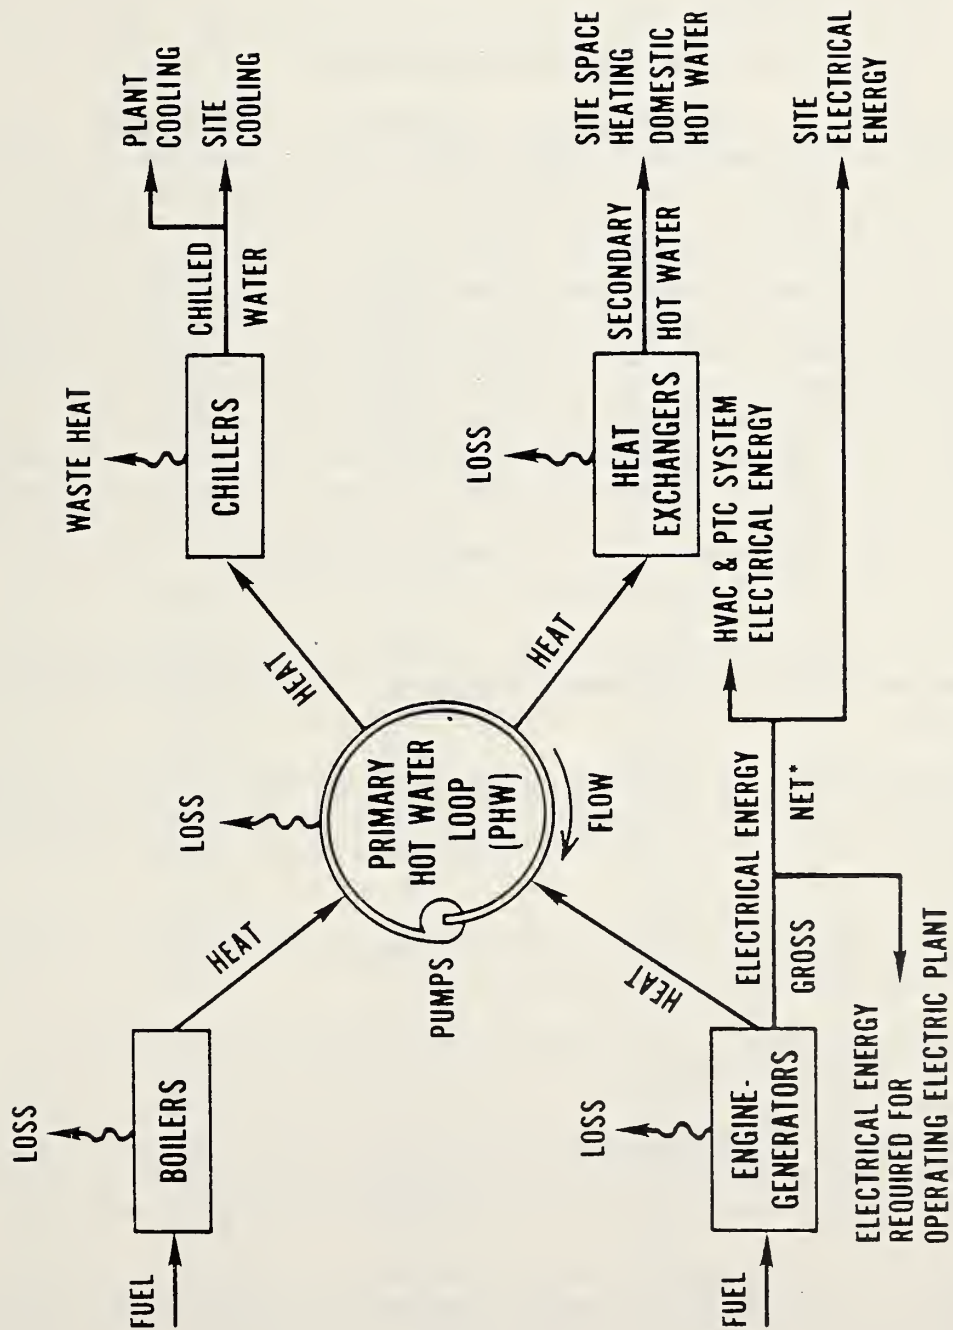 FUEL
BOILERS
LOSS
HEAT
PUMPS
PRIMARY
HOT WATER
LOOP
(PHW)
LOSS
FLOW
HEAT
CHILLERS
WASTE HEAT
CHILLED
WATER
PLANT
COOLING
SITE
COOLING
FUEL
ENGINE-
GENERATORS
LOSS
HEAT
HEAT
HEAT
EXCHANGERS
LOSS
SECONDARY
HOT WATER
SITE SPACE
HEATING
DOMESTIC
HOT WATER
ELECTRICAL ENERGY
GROSS
NET*
HVAC & PTC SYSTEM
ELECTRICAL ENERGY
SITE
ELECTRICAL
ENERGY
ELECTRICAL ENERGY
REQUIRED FOR
OPERATING ELECTRIC PLANT